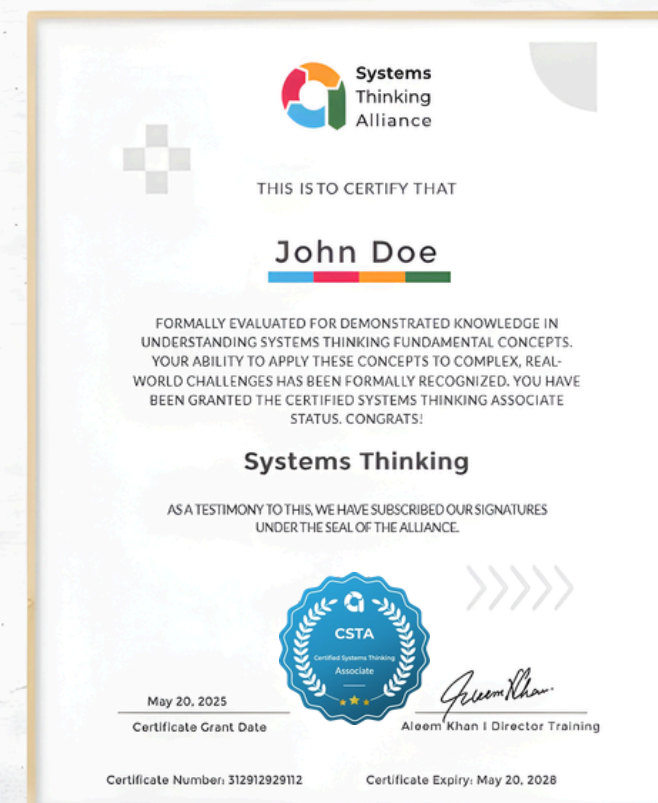 Systems
Thinking
Alliance
THIS IS TO CERTIFY THAT
John Doe
FORMALLY EVALUATED FOR DEMONSTRATED KNOWLEDGE IN
UNDERSTANDING SYSTEMS THINKING FUNDAMENTAL CONCEPTS.
YOUR ABILITY TO APPLY THESE CONCEPTS TO COMPLEX, REAL-
WORLD CHALLENGES HAS BEEN FORMALLY RECOGNIZED. YOU HAVE
BEEN GRANTED THE CERTIFIED SYSTEMS THINKING ASSOCIATE
STATUS. CONGRATS!
Systems Thinking
AS A TESTIMONY TO THIS, WE HAVE SUBSCRIBED OUR SIGNATURES
UNDER THE SEAL OF THE ALLIANCE.
CSTA
Certified Systems Thinking
Associate
May 20, 2025
Certificate Grant Date
Aleem Khan
Aleem Khan I Director Training
Certificate Number: 312912929112
Certificate Expiry: May 20, 2028